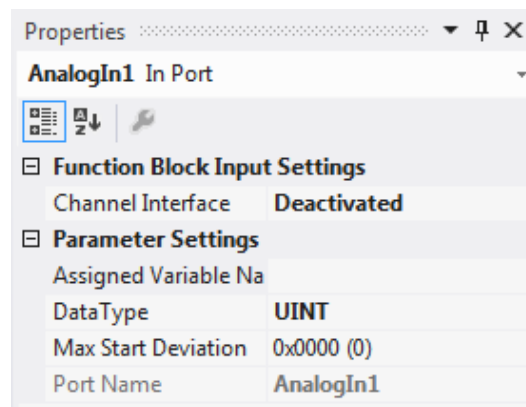 Properties
AnalogIn1 In Port
Function Block Input Settings
Channel Interface Deactivated
Parameter Settings
Assigned Variable Na
DataType UINT
Max Start Deviation 0x0000 (0)
Port Name AnalogIn1